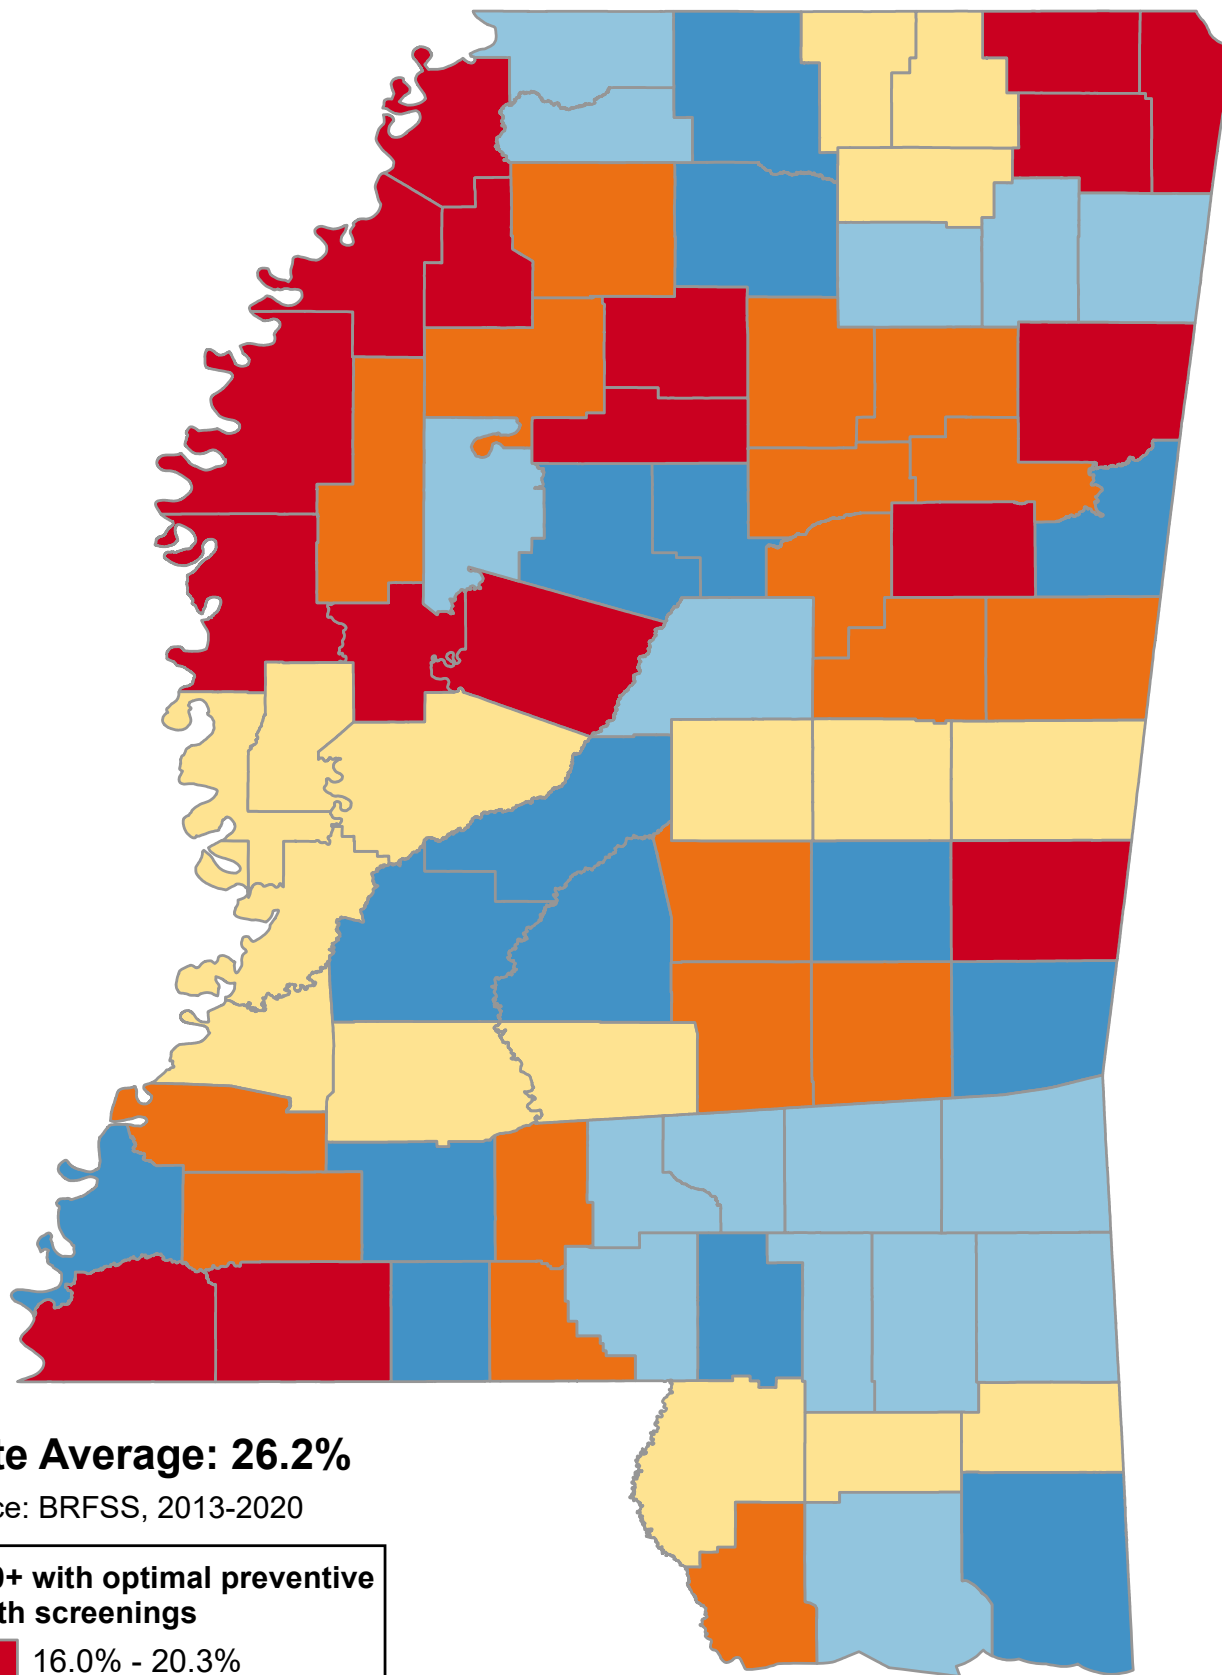 te Average: 26.2%
ce: BRFSS, 2013-2020
0+ with optimal preventive
th screenings
16.0% - 20.3%